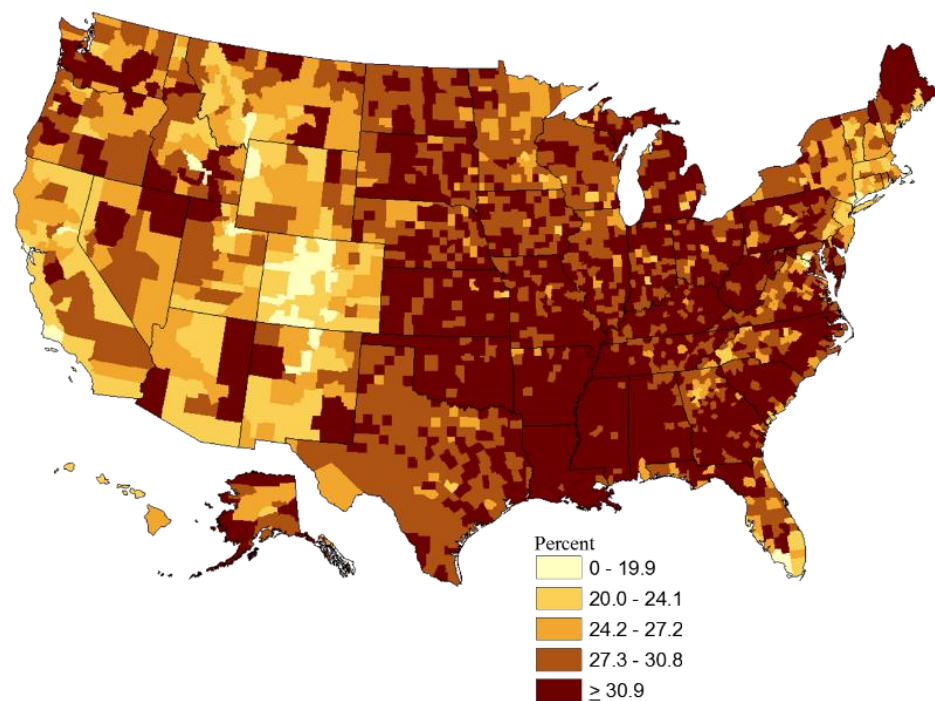 Percent
0 - 19.9
20.0 - 24.1
24.2 - 27.2
27.3 - 30.8
≥ 30.9